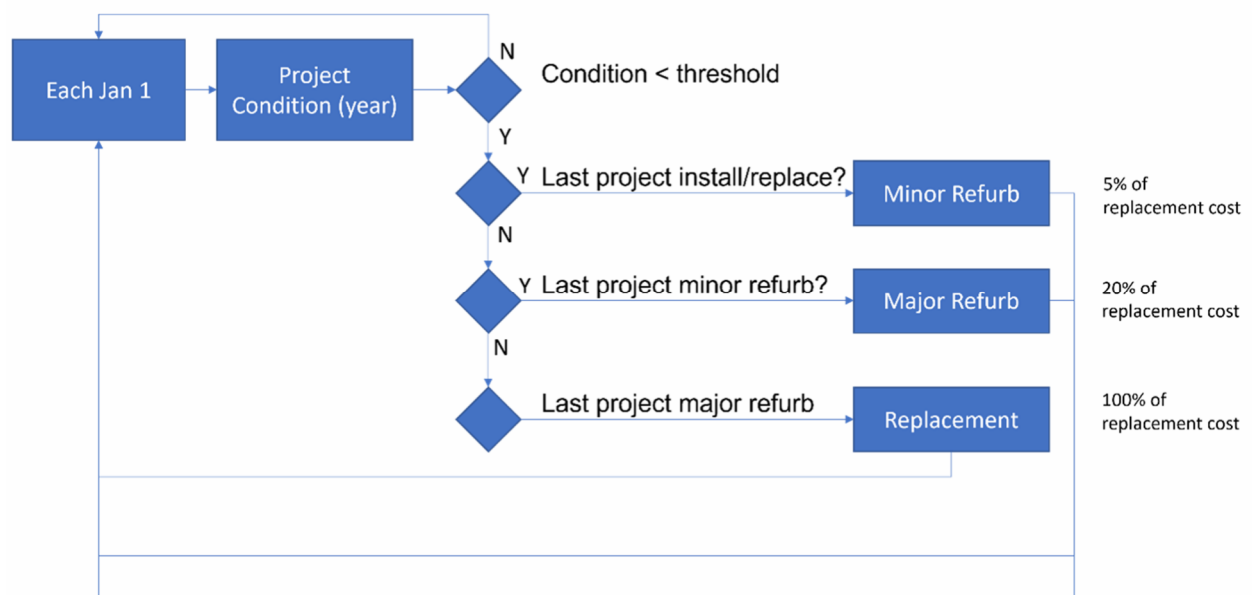 N
Each Jan 1
Project
Condition (year)
Condition < threshold
Y
Y Last project install/replace?
Minor Refurb
5% of
replacement cost
N
Y Last project minor refurb?
Major Refurb
20% of
replacement cost
N
Last project major refurb
Replacement
100% of
replacement cost